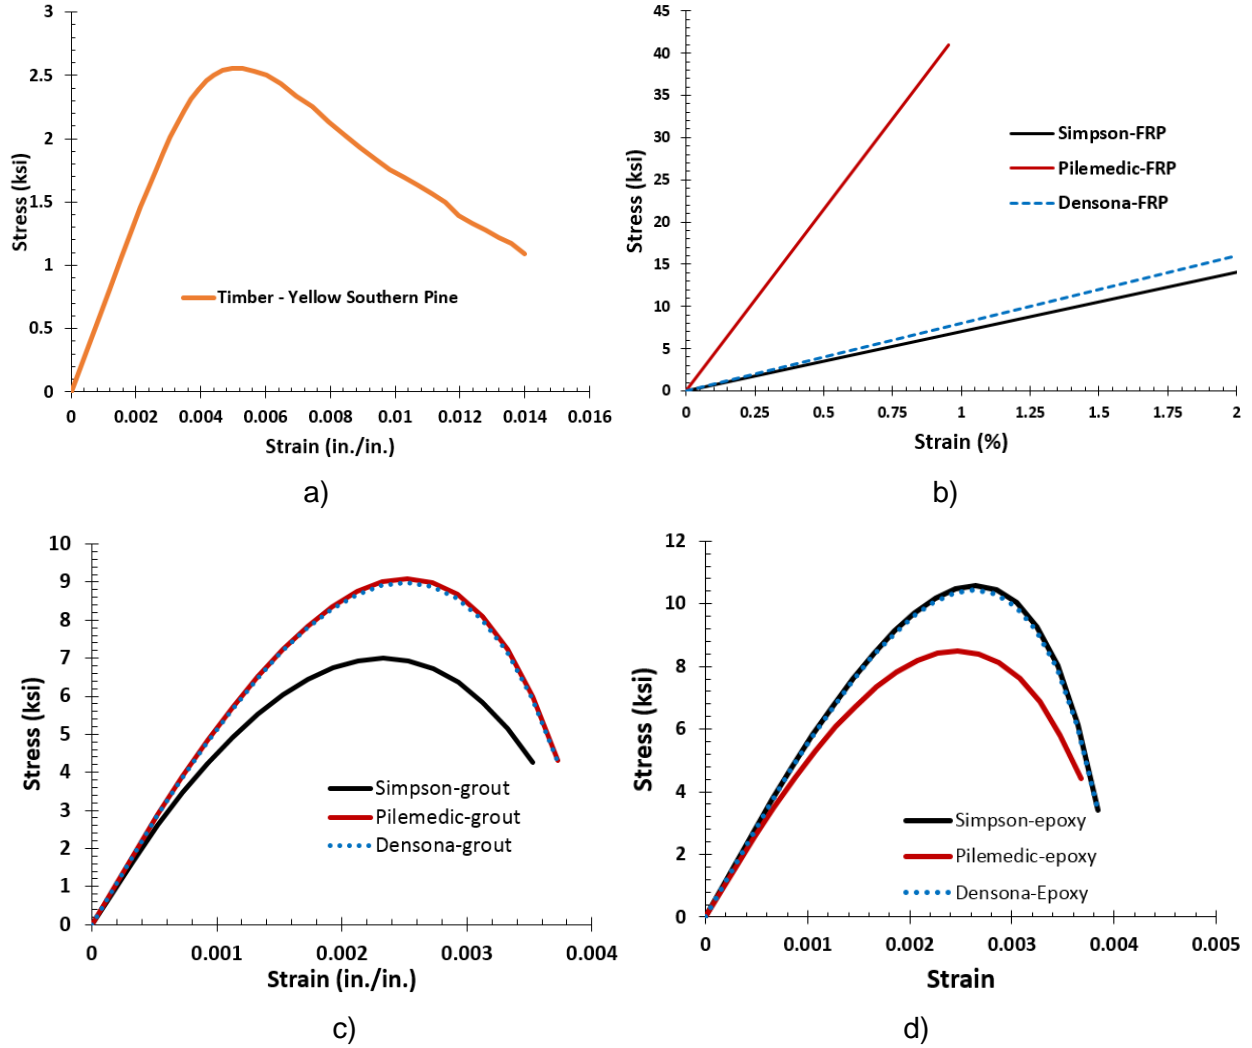 3
2.5
2
1.5
1
0.5
0
Stress (ksi)
Timber - Yellow Southern Pine
0 0.002 0.004 0.006 0.008 0.01 0.012 0.014 0.016
Strain (in./in.)
a)
45
40
35
30
25
20
15
10
5
0
Stress (ksi)
Simpson-FRP
Pilemedic-FRP
Densona-FRP
0 0.25 0.5 0.75 1 1.25 1.5 1.75 2
Strain (%)
b)
10
9
8
7
6
5
4
3
2
1
0
Stress (ksi)
Simpson-grout
Pilemedic-grout
Densona-grout
0 0.001 0.002 0.003 0.004
Strain (in./in.)
c)
12
10
8
6
4
2
0
Stress (ksi)
Simpson-epoxy
Pilemedic-epoxy
Densona-Epoxy
0 0.001 0.002 0.003 0.004 0.005
Strain
d)